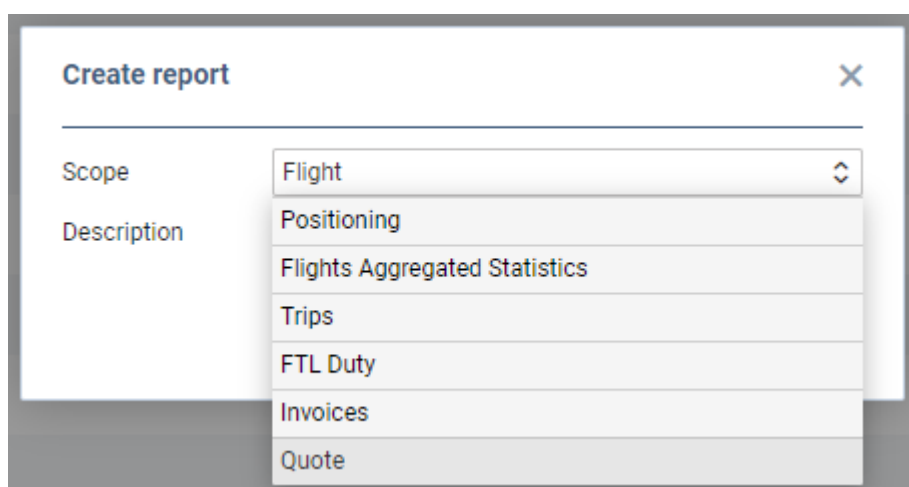 Create report
Scope
Flight
Description
Positioning
Flights Aggregated Statistics
Trips
FTL Duty
Invoices
Quote